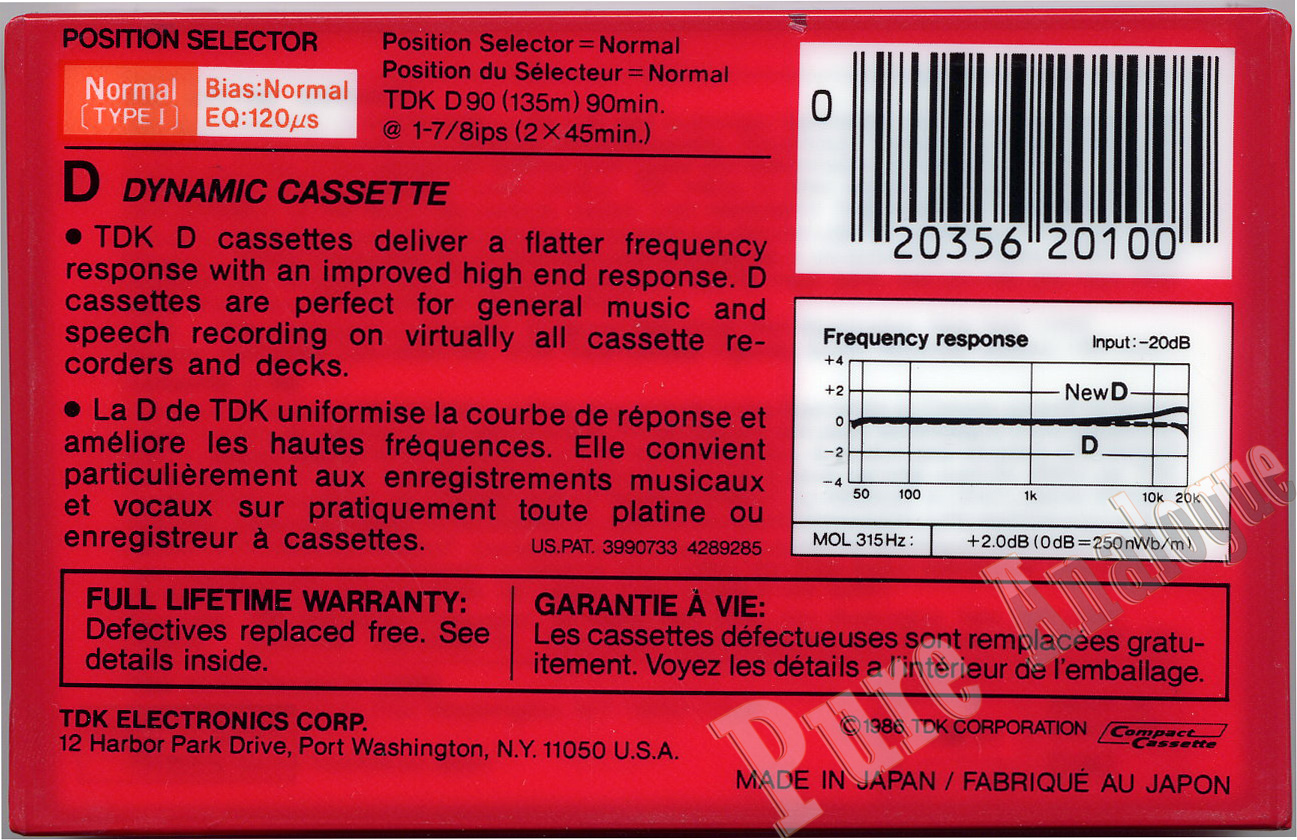 POSITION SELECTOR
Normal
[TYPE I]
Bias:Normal
EQ:120µs
Position Selector=Normal
Position du Sélecteur=Normal
TDK D90 (135m) 90min.
@ 1-7/8ips (2×45min.)
D DYNAMIC CASSETTE
● TDK D cassettes deliver a flatter frequency
response with an improved high end response. D
cassettes are perfect for general music and
speech recording on virtually all cassette re-
corders and decks.
● La D de TDK uniformise la courbe de réponse et
améliore les hautes fréquences. Elle convient
particulièrement aux enregistrements musicaux
et vocaux sur pratiquement toute platine ou
enregistreur à cassettes.
US.PAT. 3990733 4289285
0
20356 20100
Frequency response
Input:-20dB
+4
+2
0
-2
-4
New D
D
50 100 1k 10k 20k
MOL 315Hz:
+2.0dB (0dB=250nWb/m)
FULL LIFETIME WARRANTY:
Defectives replaced free. See
details inside.
GARANTIE À VIE:
Les cassettes défectueuses sont remplacées gratu-
itement. Voyez les détails a l'intérieur de l'emballage.
TDK ELECTRONICS CORP.
12 Harbor Park Drive, Port Washington, N.Y. 11050 U.S.A.
©1986 TDK CORPORATION
Compact
Cassette
MADE IN JAPAN / FABRIQUÉ AU JAPON
Pure Analogue